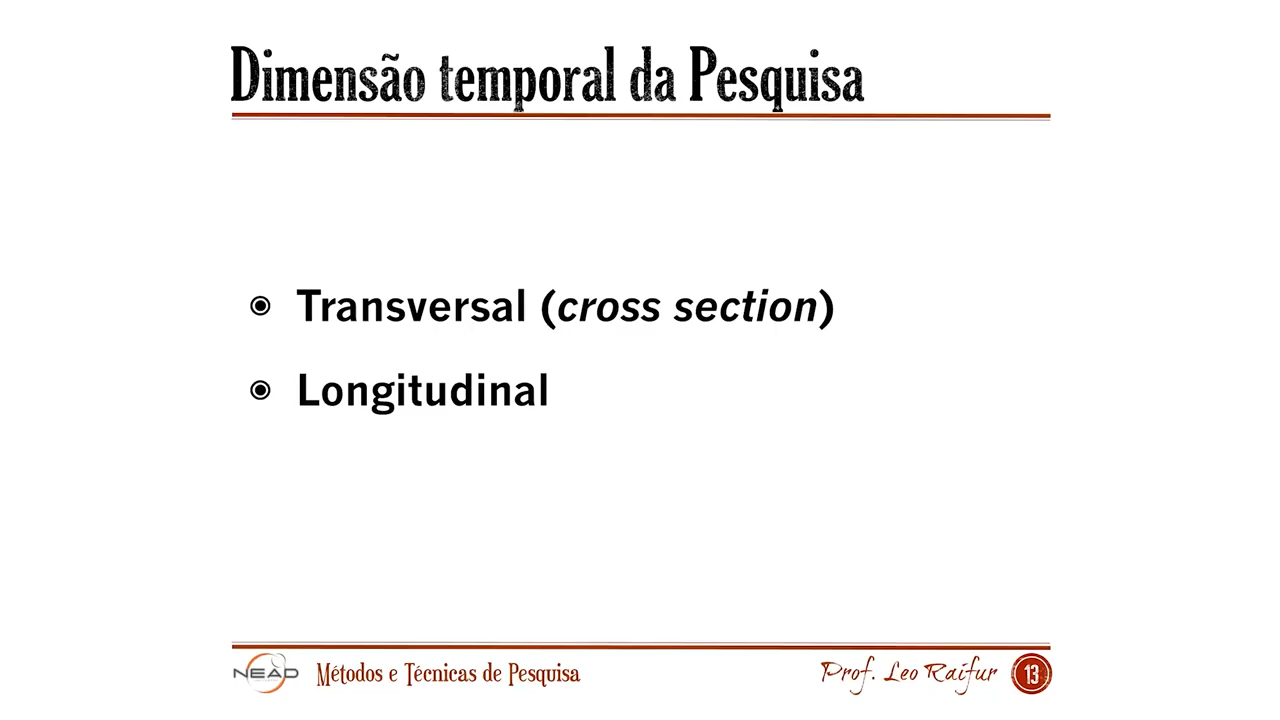 Dimensão temporal da Pesquisa
Transversal (cross section)
Longitudinal
NEAD
Métodos e Técnicas de Pesquisa
Prof. Leo Raifur
13